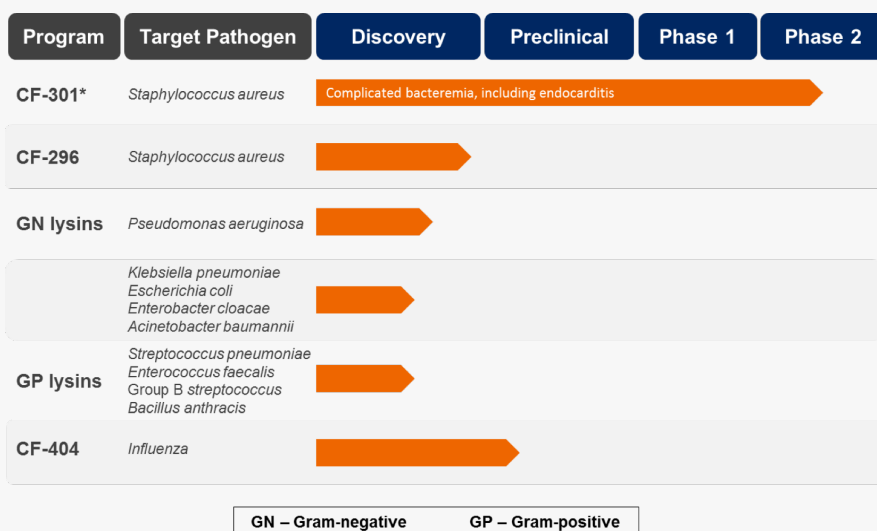 Program Target Pathogen Discovery Preclinical Phase 1 Phase 2
CF-301* Staphylococcus aureus Complicated bacteremia, including endocarditis
CF-296 Staphylococcus aureus
GN lysins Pseudomonas aeruginosa
Klebsiella pneumoniae
Escherichia coli
Enterobacter cloacae
Acinetobacter baumannii
Streptococcus pneumoniae
Enterococcus faecalis
GP lysins
Group B streptococcus
Bacillus anthracis
CF-404 Influenza
GN – Gram-negative GP – Gram-positive